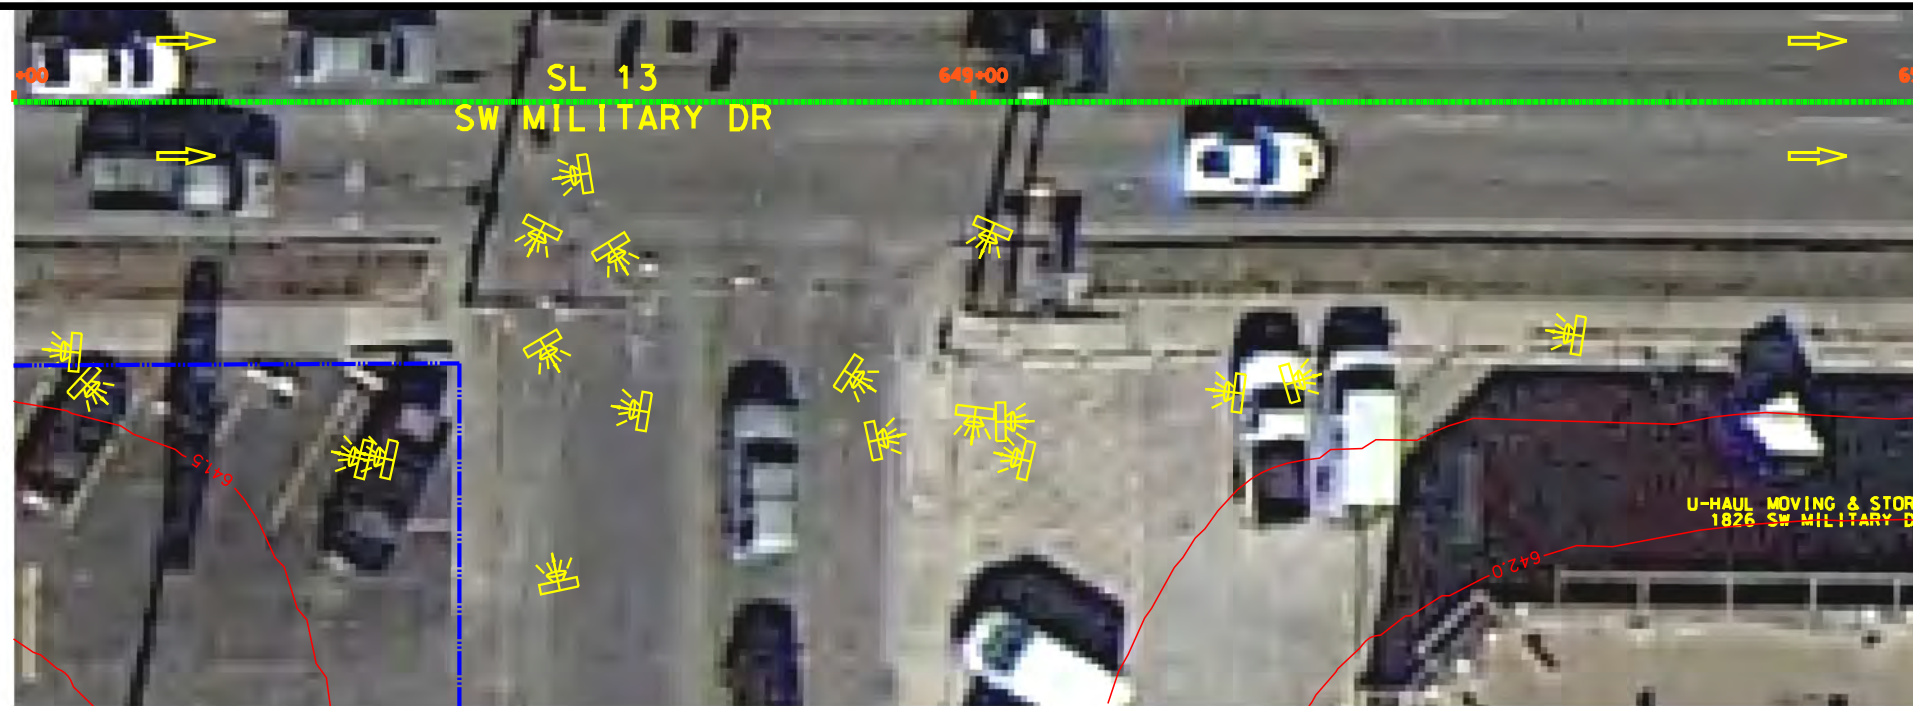 +00
SL 13
649+00
SW MILITARY DR
641.5
U-HAUL MOVING & STOR
1826 SW MILITARY D
642.0